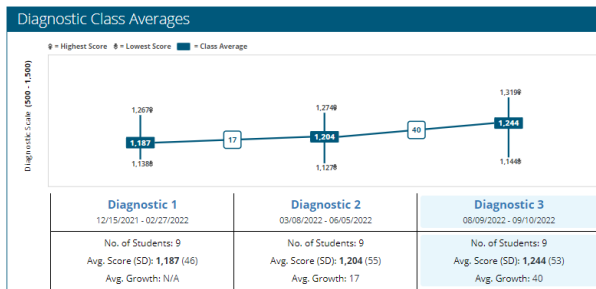 Diagnostic Class Averages
= Highest Score = Lowest Score = Class Average
Diagnostic Scale (500 - 1,500)
1,319
1,274
1,267
1,244
40
1,204
17
1,187
1,144
1,127
1,138
Diagnostic 1 Diagnostic 2 Diagnostic 3
12/15/2021 - 02/27/2022 03/08/2022 - 06/05/2022 08/09/2022 - 09/10/2022
No. of Students: 9 No. of Students: 9 No. of Students: 9
Avg. Score (SD): 1,187 (46) Avg. Score (SD): 1,204 (55) Avg. Score (SD): 1,244 (53)
Avg. Growth: N/A Avg. Growth: 17 Avg. Growth: 40